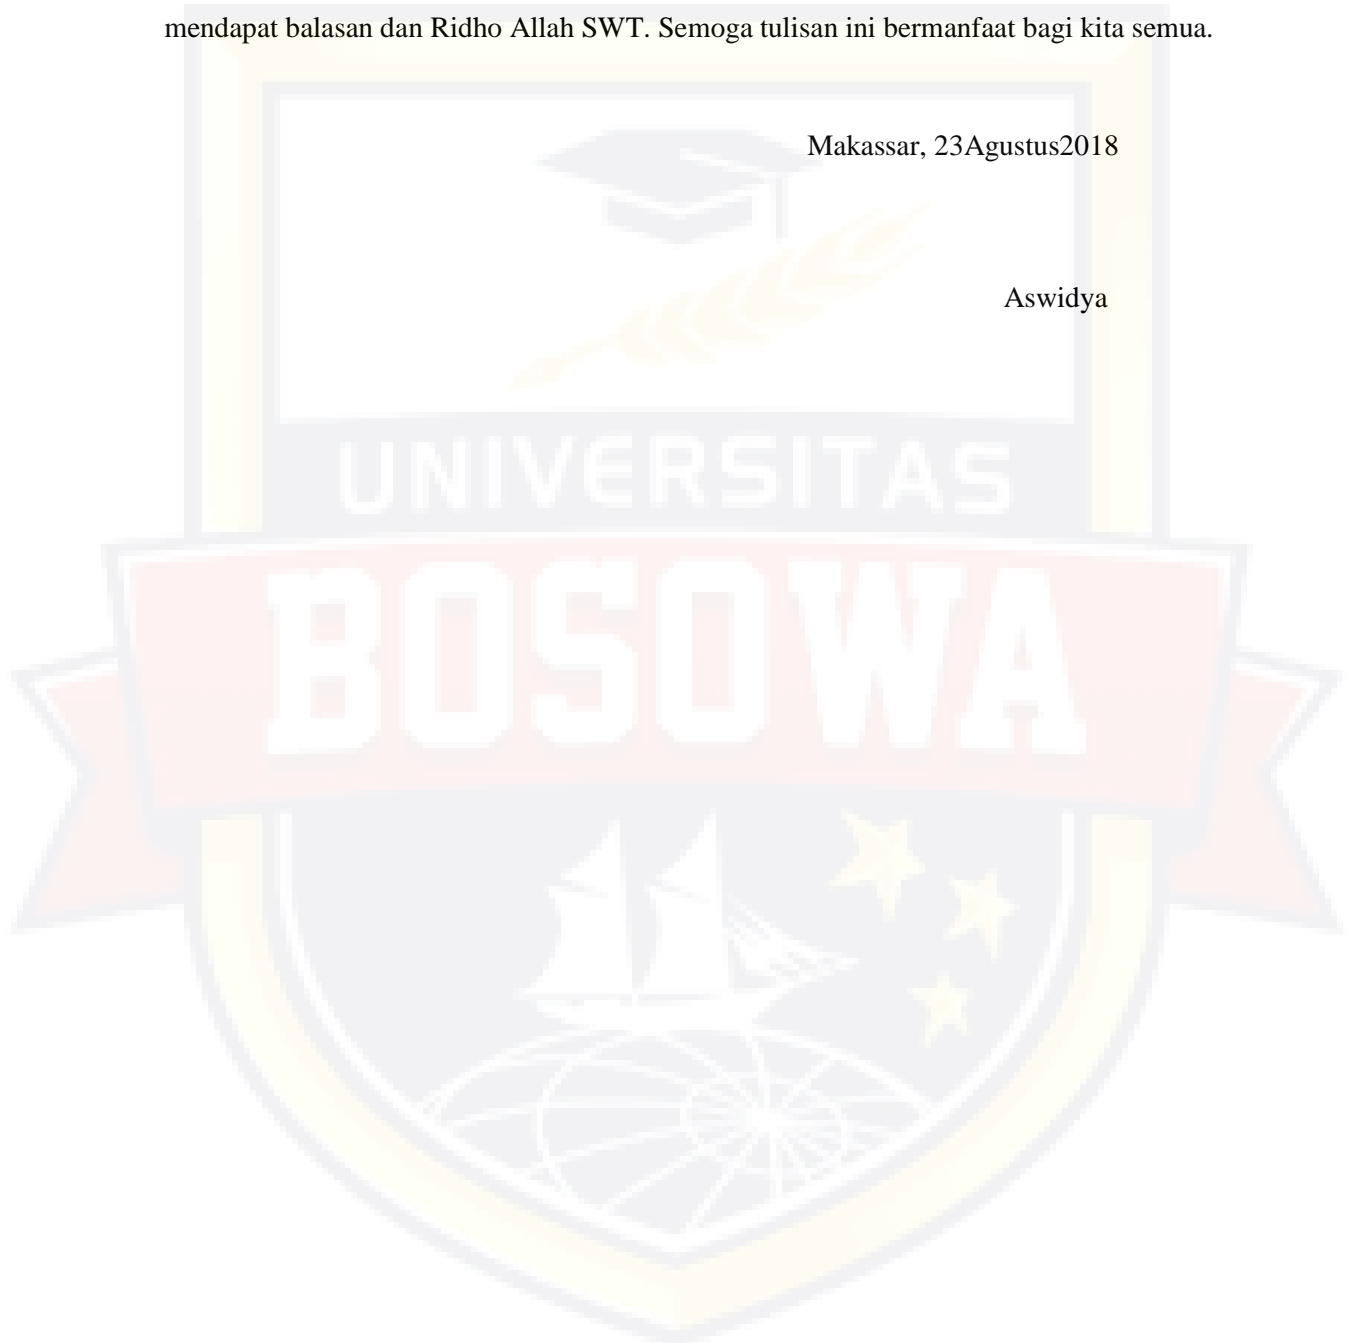 mendapat balasan dan Ridho Allah SWT. Semoga tulisan ini bermanfaat bagi kita semua.
Makassar, 23Agustus2018
Aswidya
UNIVERSITAS
BOSOWA